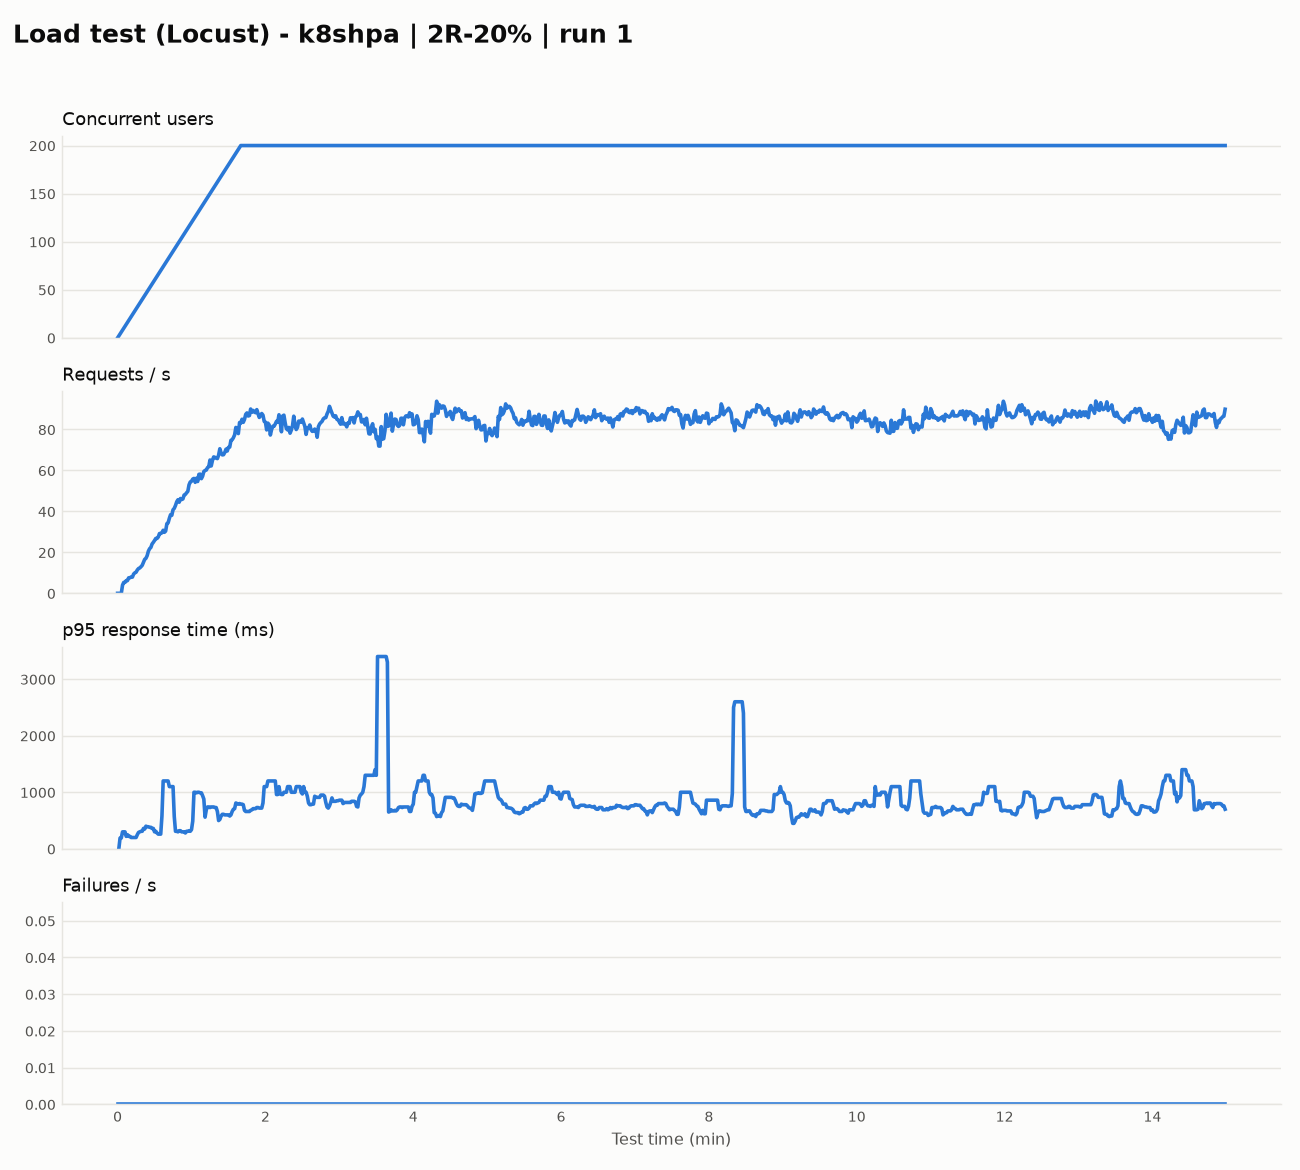 Load test (Locust) - k8shpa | 2R-20% | run 1
Concurrent users
200
150
100
50
0
Requests / s
80
60
40
20
0
p95 response time (ms)
3000
2000
1000
0
Failures / s
0.05
0.04
0.03
0.02
0.01
0.00
0 2 4 6 8 10 12 14
Test time (min)